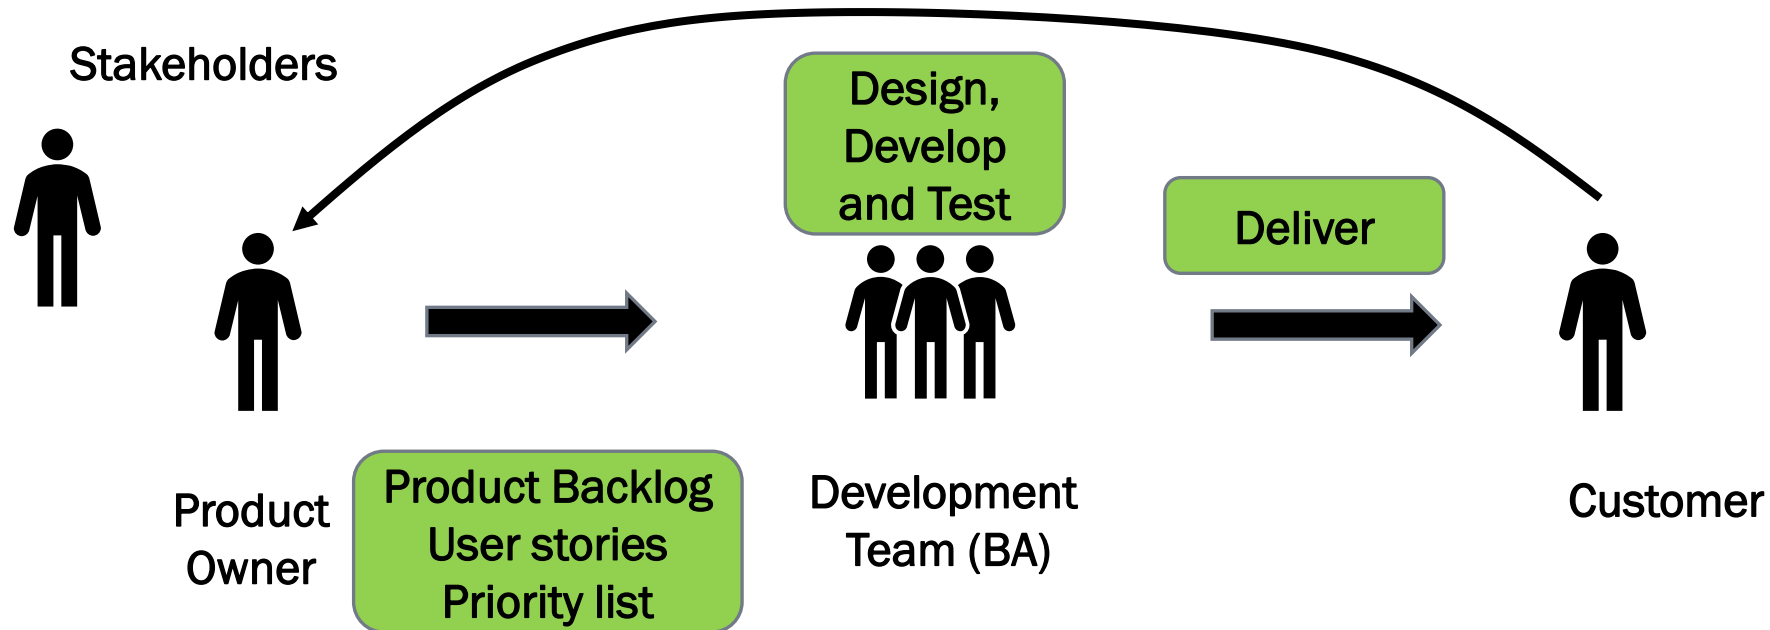 Stakeholders
Design,
Develop
and Test
Deliver
Product
Owner
Product Backlog
User stories
Priority list
Development
Team (BA)
Customer